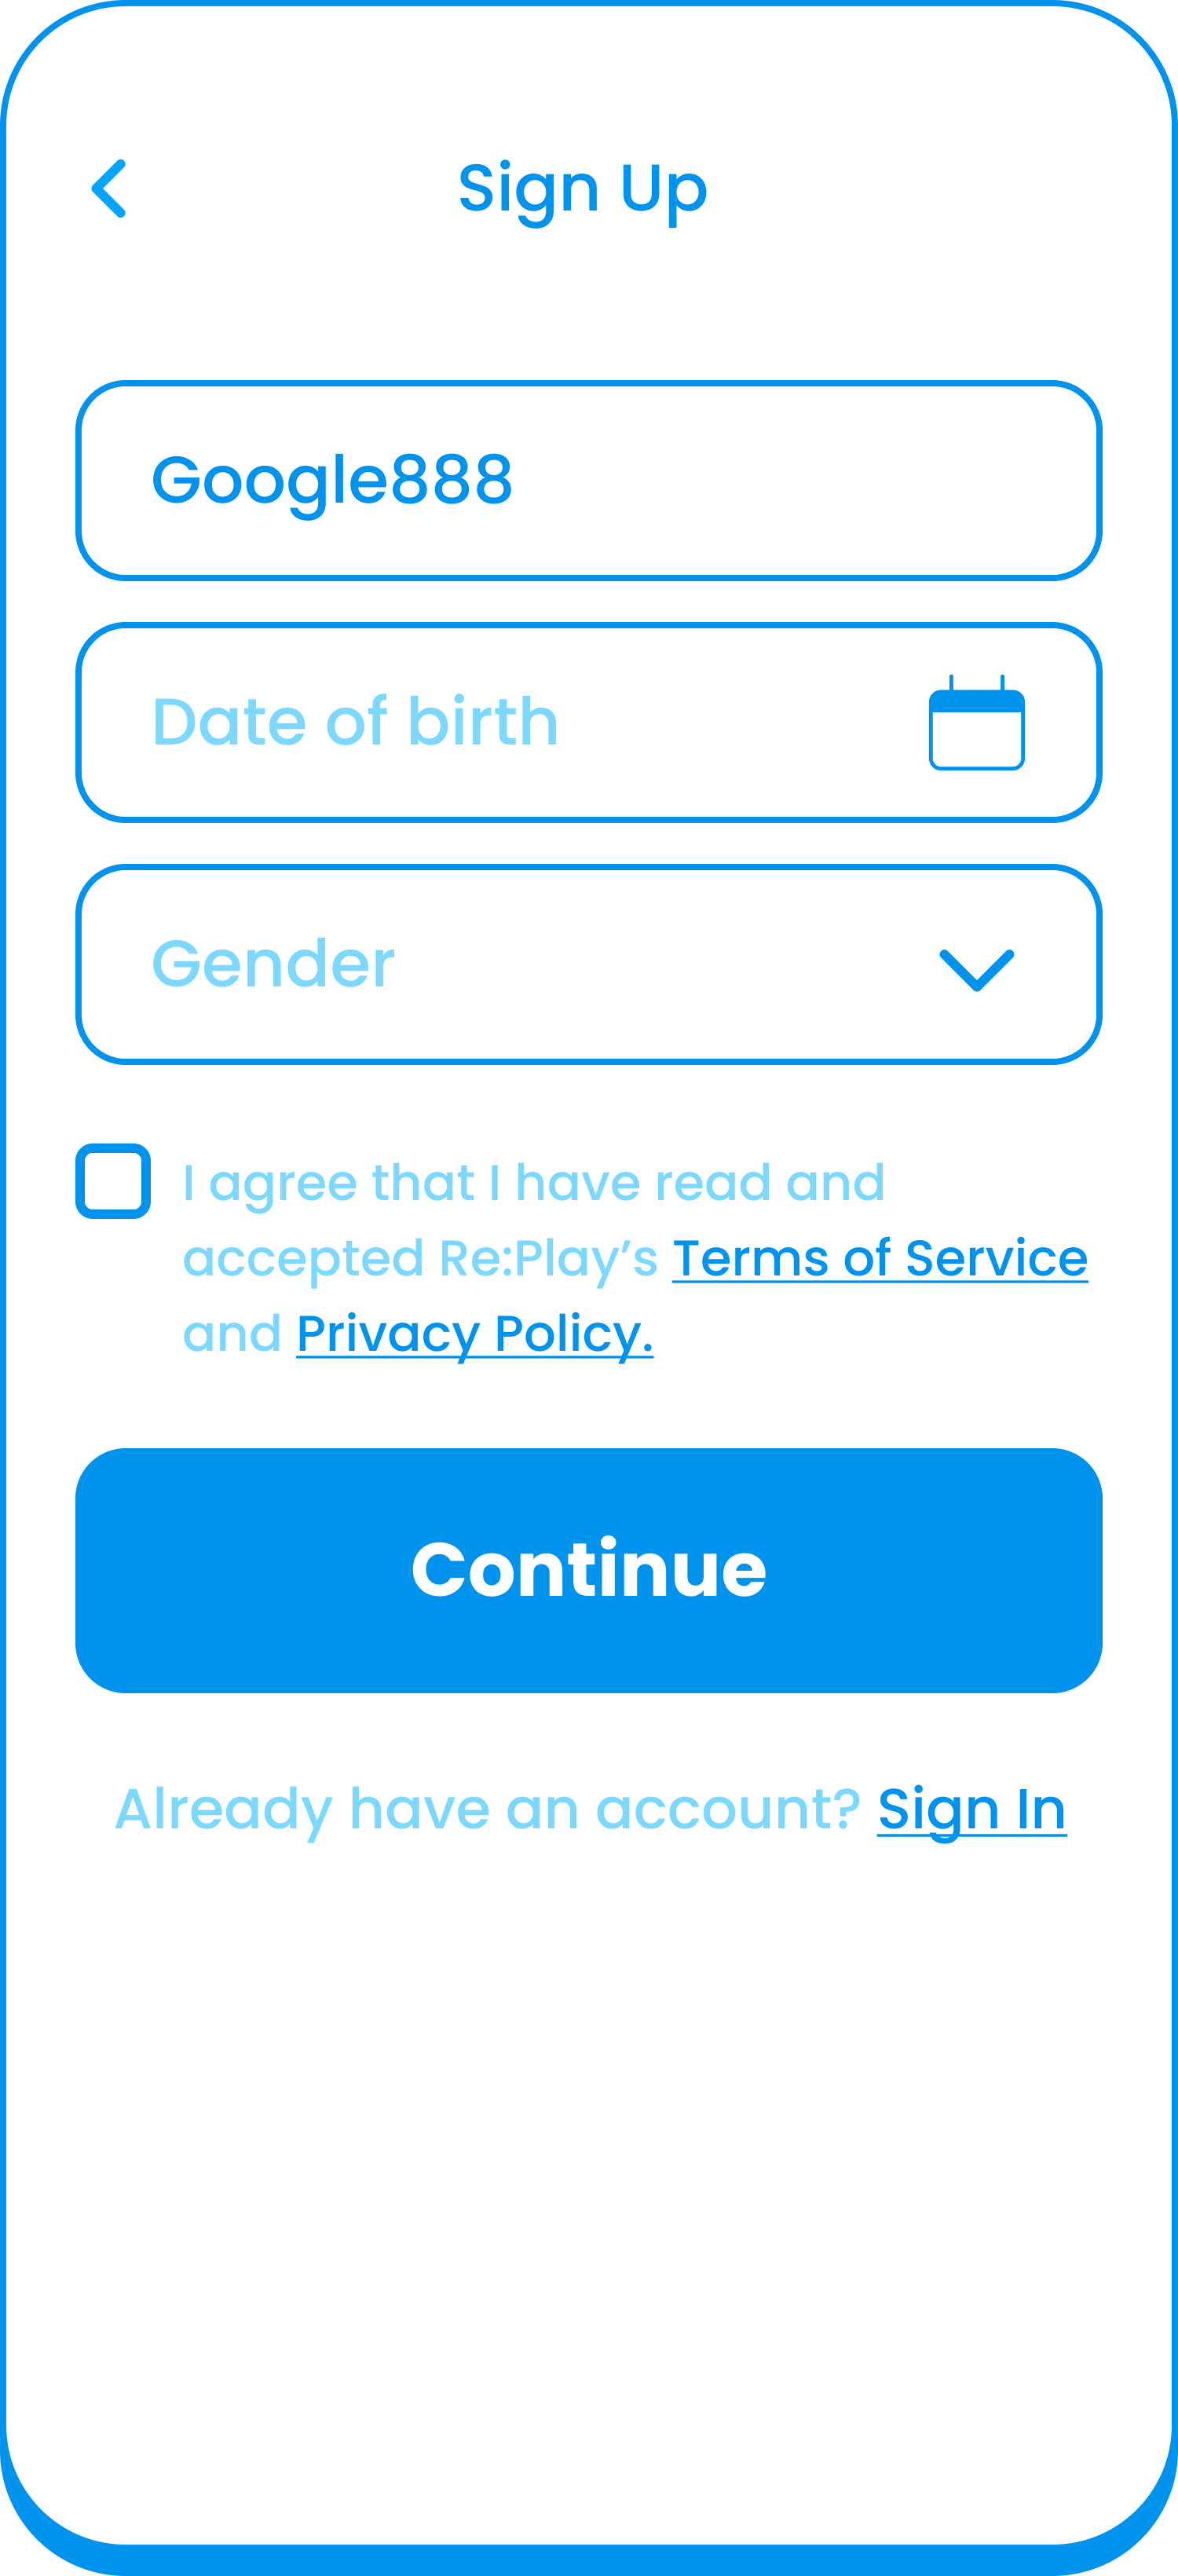 Sign Up
Google888
Date of birth
Gender
I agree that I have read and
accepted Re:Play’s Terms of Service
and Privacy Policy.
Continue
Already have an account? Sign In